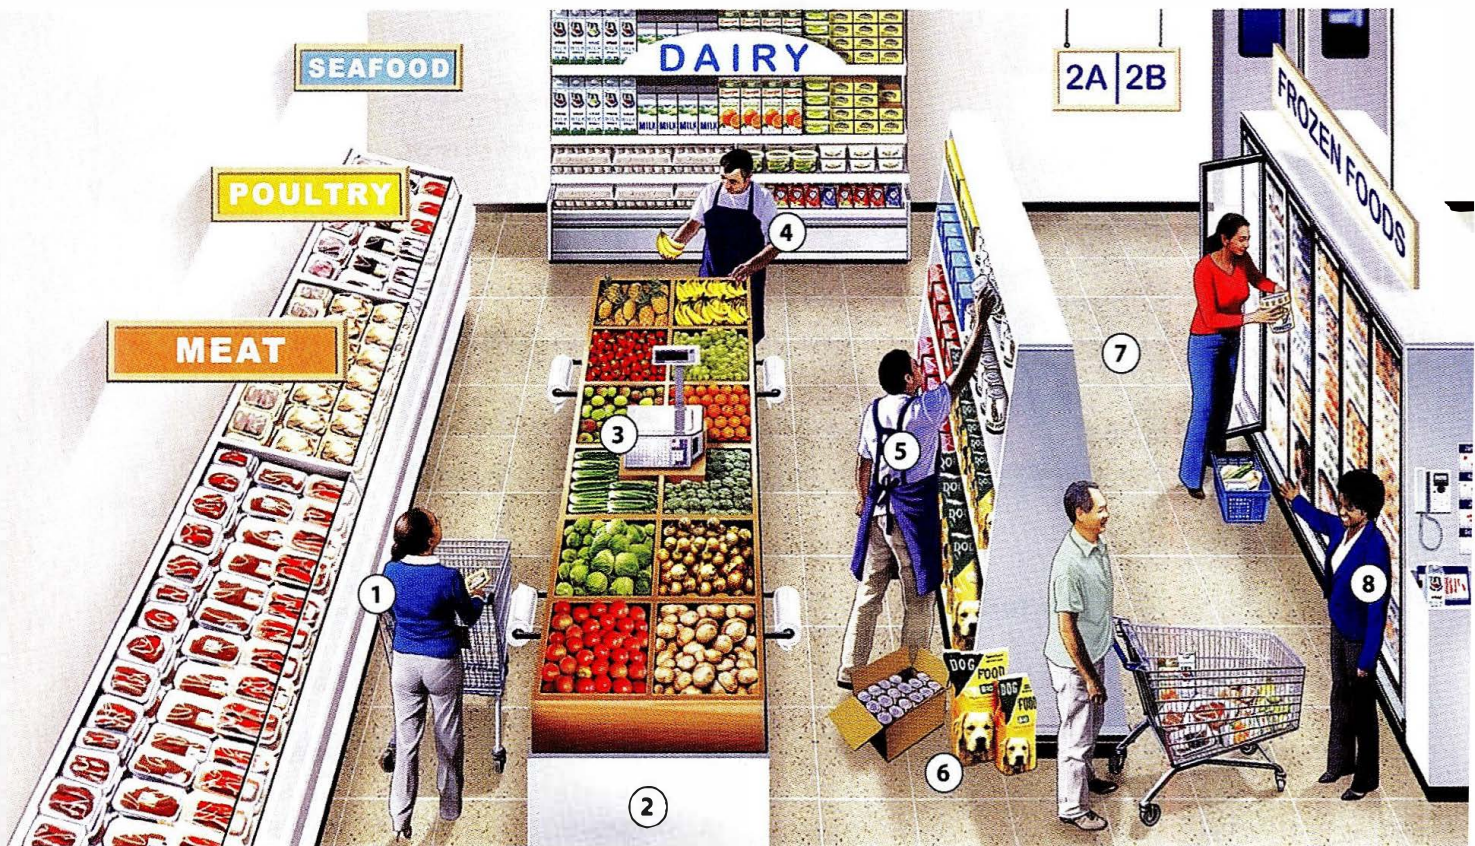 DAIRY
SEAFOOD
2A 2B
FROZEN FOODS
MILK MILK MILK MILK
POULTRY
MEAT
4
7
3
5
1
8
DOG
FOOD
DOG
FOOD
6
2